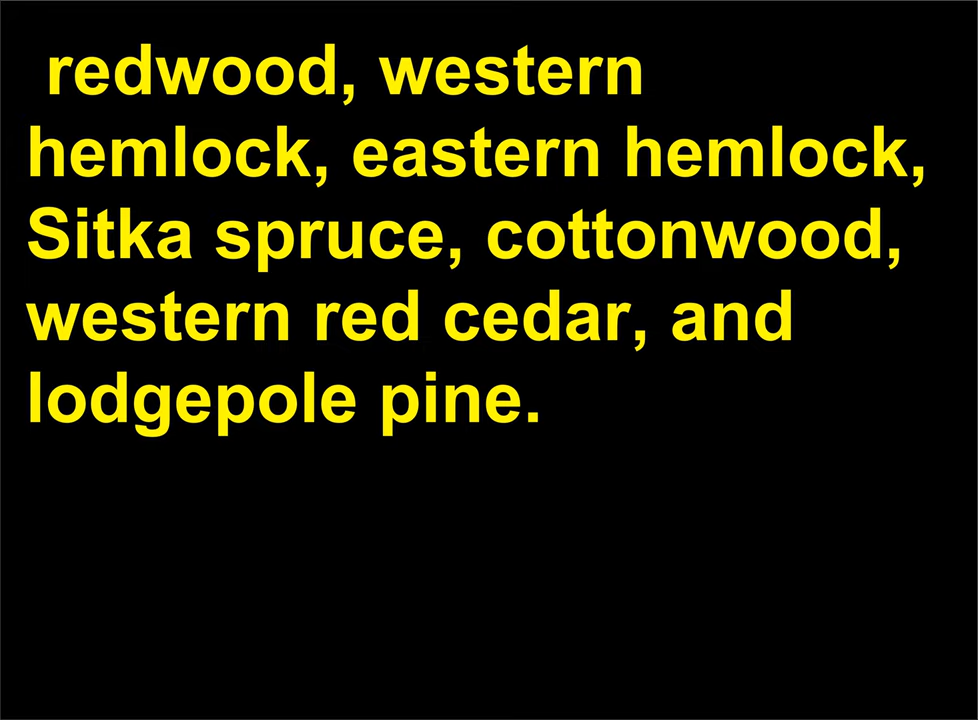 redwood, western
hemlock, eastern hemlock,
Sitka spruce, cottonwood,
western red cedar, and
lodgepole pine.